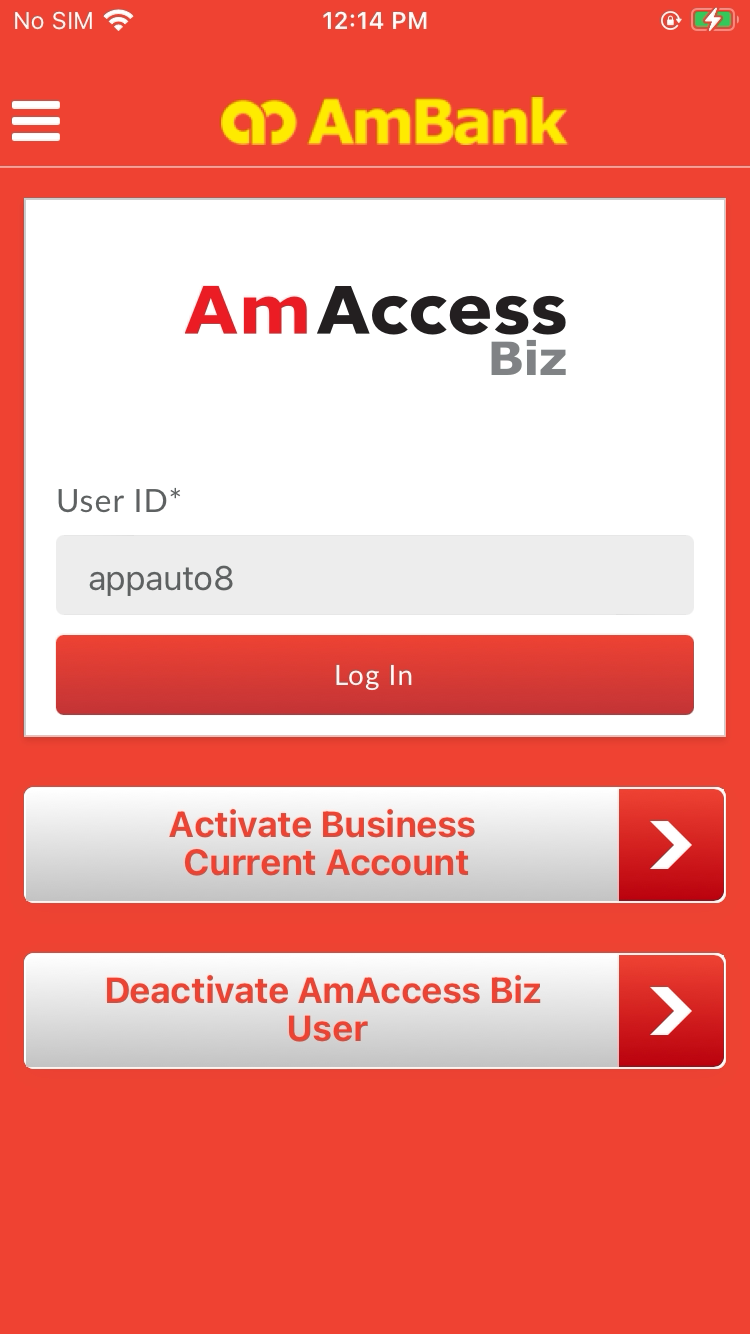 No SIM 12:14 PM
AmBank
AmAccess
Biz
User ID*
appauto8
Log In
Activate Business
Current Account
Deactivate AmAccess Biz
User